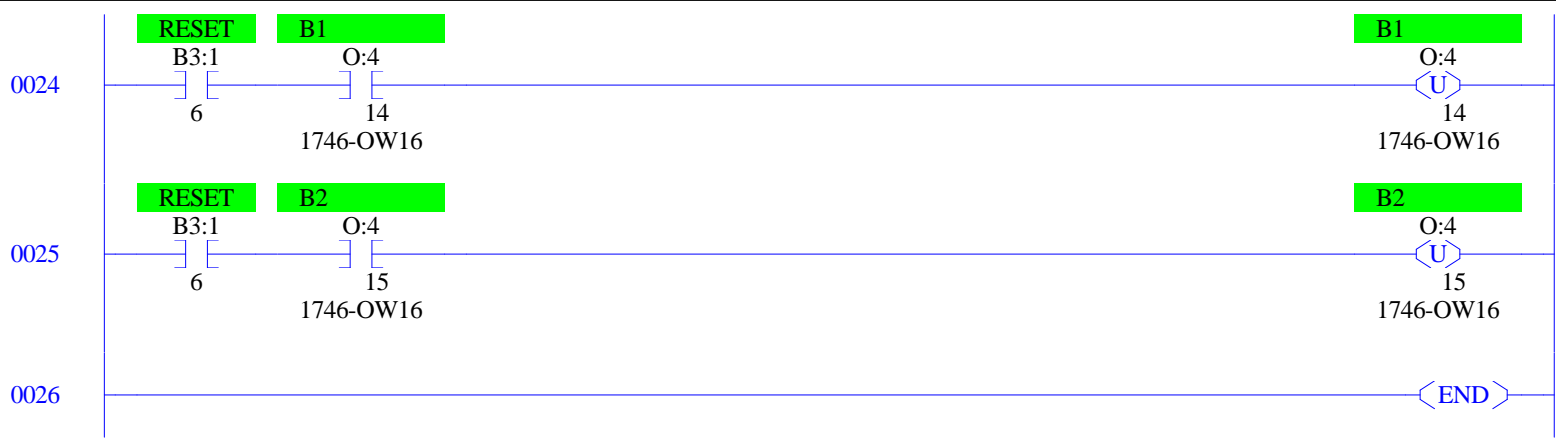 RESET B1 B1
B3:1 O:4 O:4
0024 U
6 14 14
1746-OW16 1746-OW16
RESET B2 B2
B3:1 O:4 O:4
0025 U
6 15 15
1746-OW16 1746-OW16
0026 END